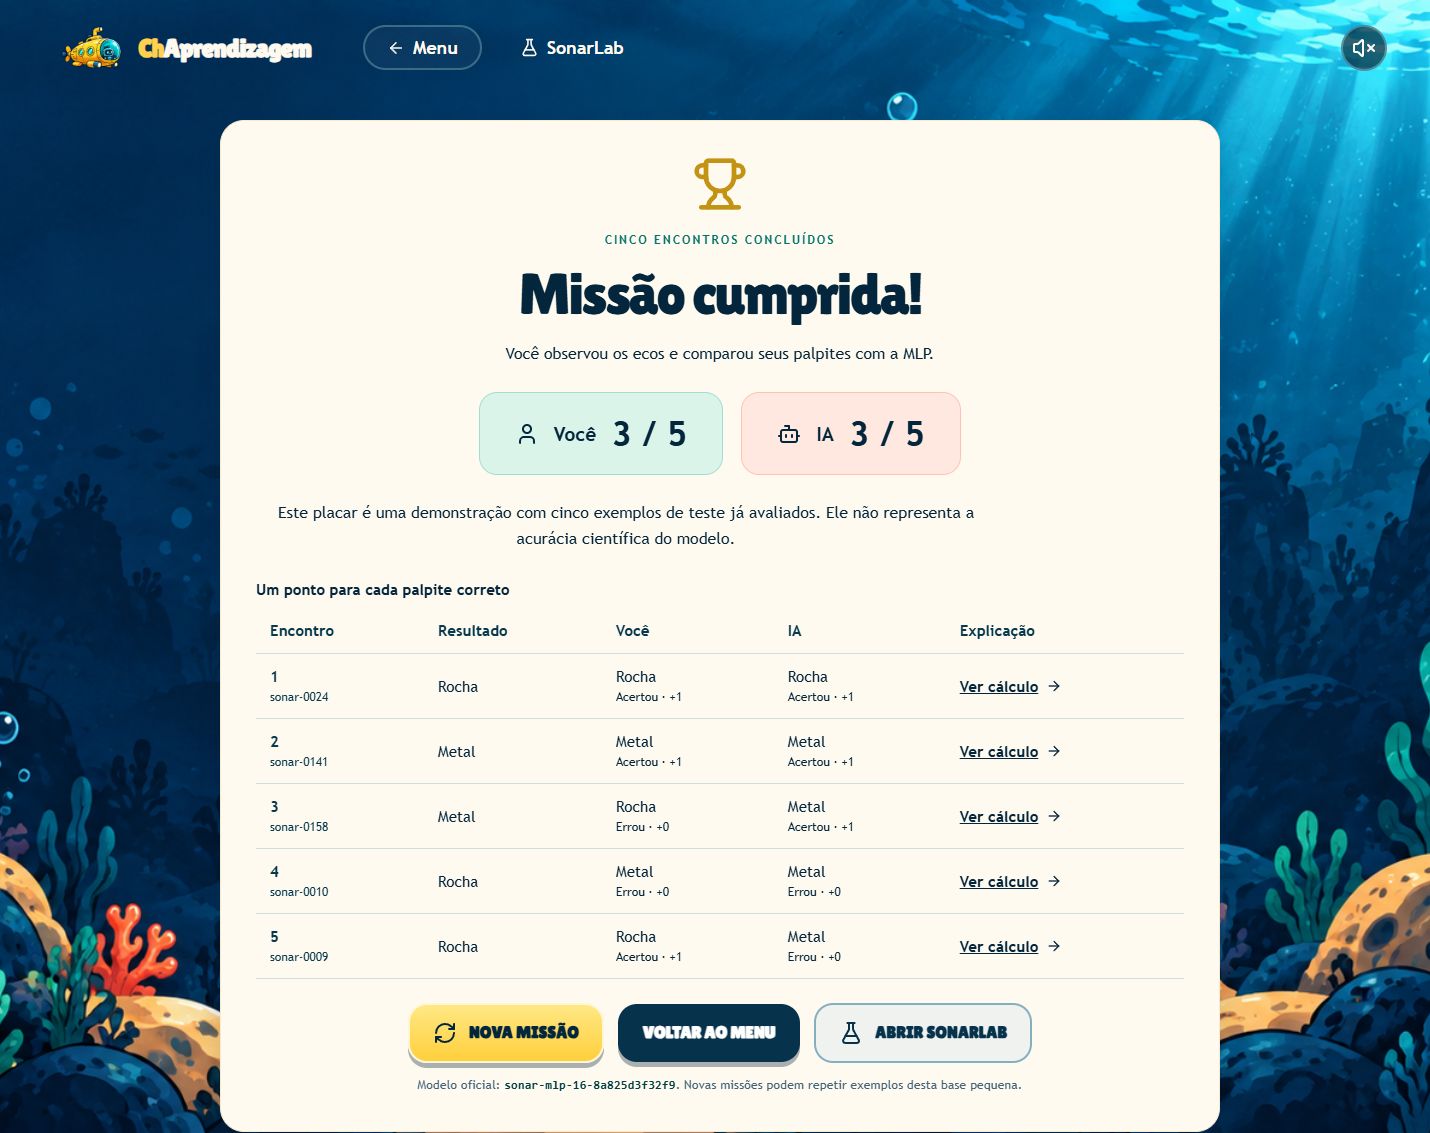 ChAprendizagem
Menu
SonarLab
CINCO ENCONTROS CONCLUÍDOS
Missão cumprida!
Você observou os ecos e comparou seus palpites com a MLP.
Você 3 / 5
IA 3 / 5
Este placar é uma demonstração com cinco exemplos de teste já avaliados. Ele não representa a
acurácia científica do modelo.
Um ponto para cada palpite correto
Encontro Resultado Você IA Explicação
1 Rocha Rocha Rocha Ver cálculo
sonar-0024 Acertou · +1 Acertou · +1
2 Metal Metal Metal Ver cálculo
sonar-0141 Acertou · +1 Acertou · +1
3 Metal Rocha Metal Ver cálculo
sonar-0158 Errou · +0 Acertou · +1
4 Rocha Metal Metal Ver cálculo
sonar-0010 Errou · +0 Errou · +0
5 Rocha Rocha Metal Ver cálculo
sonar-0009 Acertou · +1 Errou · +0
NOVA MISSÃO
VOLTAR AO MENU
ABRIR SONARLAB
Modelo oficial: sonar-mlp-16-8a825d3f32f9. Novas missões podem repetir exemplos desta base pequena.